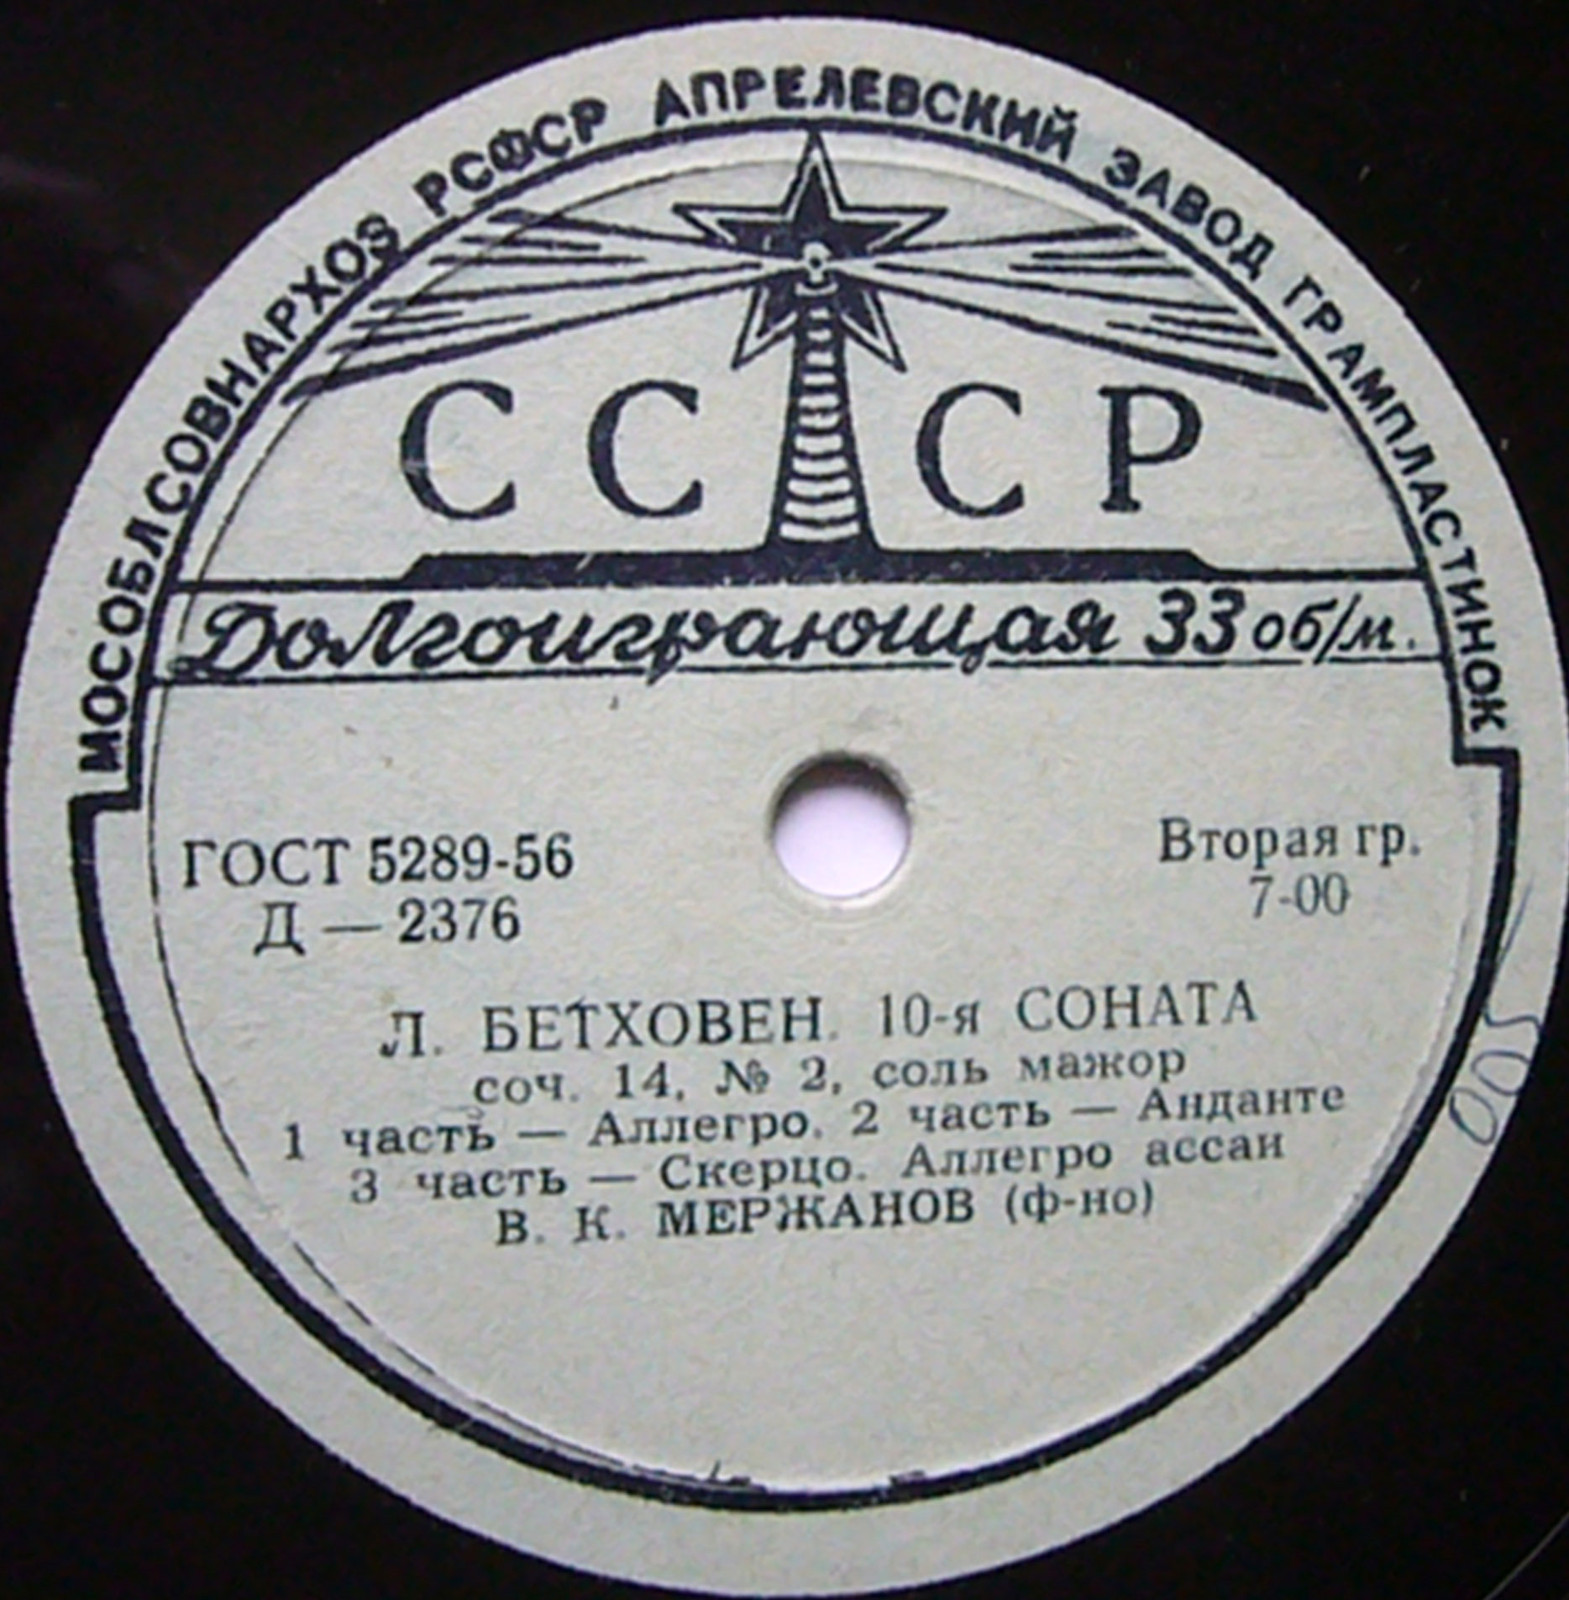 МОСОБЛСОВНАРХОЗ РСФСР АПРЕЛЕВСКИЙ ЗАВОД ГРАМПЛАСТИНОК
СССР
Долгоиграющая 33 об/м.
ГОСТ 5289-56
Д — 2376
Вторая гр.
7-00
Л. БЕТХОВЕН. 10-я СОНАТА
соч. 14, № 2, соль мажор
1 часть — Аллегро. 2 часть — Анданте
3 часть — Скерцо. Аллегро ассаи
В. К. МЕРЖАНОВ (ф-но)